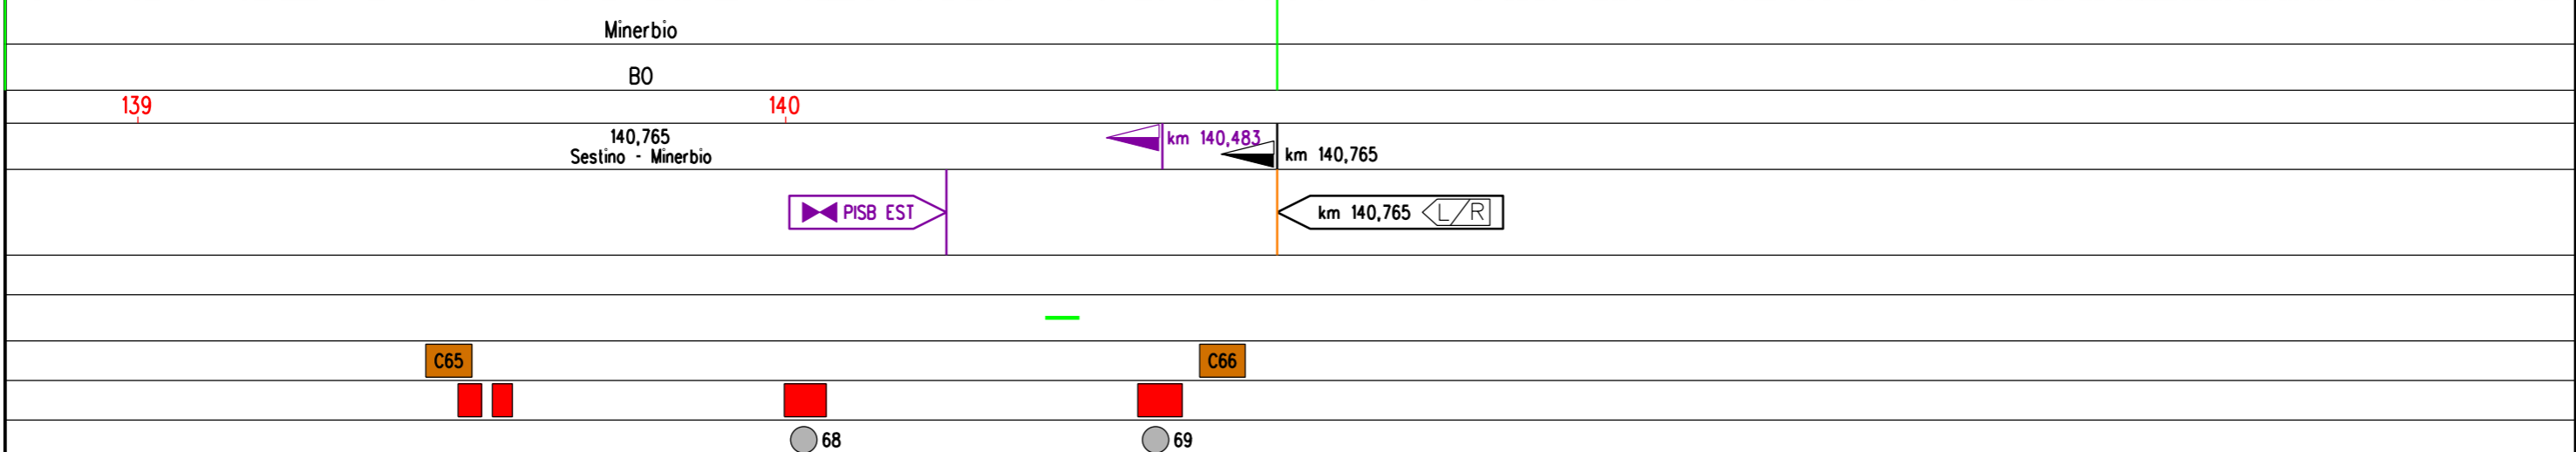 Minerbio
BO
139
140
140,765
Sestino - Minerbio
km 140,483
km 140,765
PISB EST
km 140,765 L/R
C65
C66
68
69